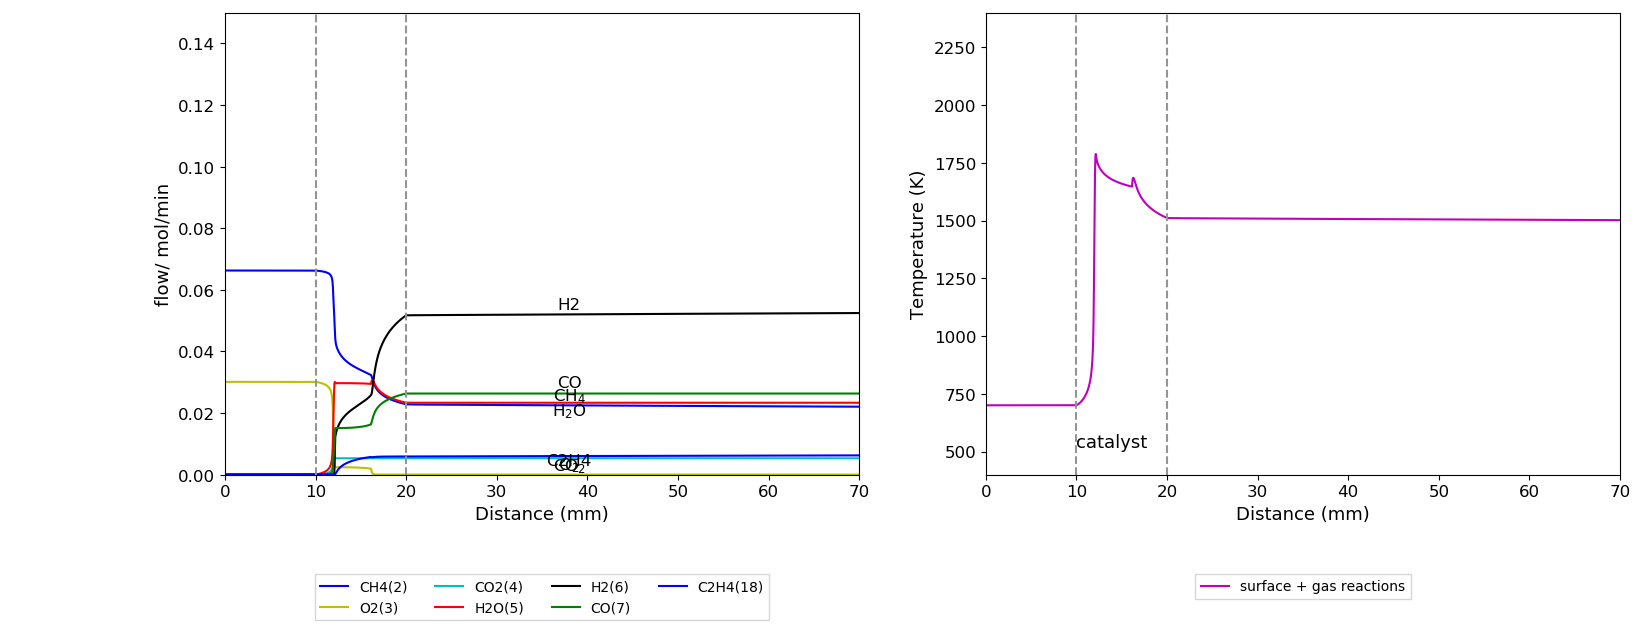 0.14
0.12
0.10
0.08
0.06
0.04
0.02
0.00
flow/ mol/min
H2
CO
CH₄
H₂O
C2H4
CO₂
0 10 20 30 40 50 60 70
Distance (mm)
CH4(2) CO2(4) H2(6) C2H4(18)
O2(3) H2O(5) CO(7)
2250
2000
1750
1500
1250
1000
750
500
Temperature (K)
catalyst
0 10 20 30 40 50 60 70
Distance (mm)
surface + gas reactions